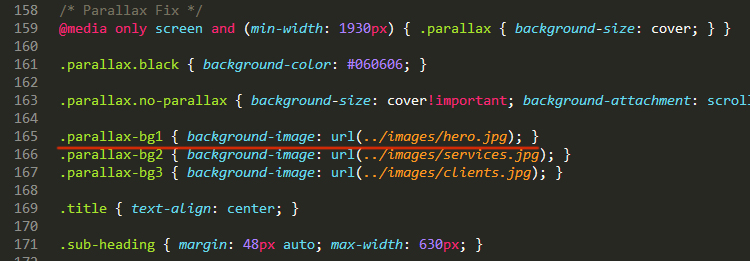 158 /* Parallax Fix */
159 @media only screen and (min-width: 1930px) { .parallax { background-size: cover; } }
160
161 .parallax.black { background-color: #060606; }
162
163 .parallax.no-parallax { background-size: cover!important; background-attachment: scroll
164
165 .parallax-bg1 { background-image: url(../images/hero.jpg); }
166 .parallax-bg2 { background-image: url(../images/services.jpg); }
167 .parallax-bg3 { background-image: url(../images/clients.jpg); }
168
169 .title { text-align: center; }
170
171 .sub-heading { margin: 48px auto; max-width: 630px; }
172